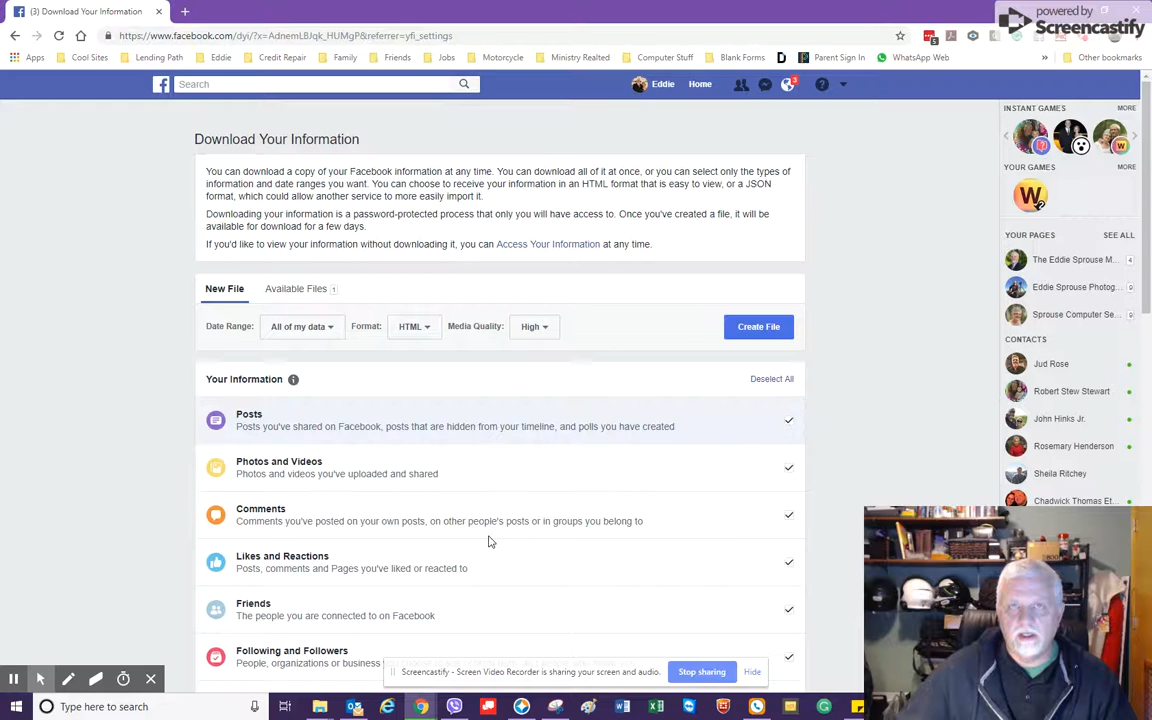 (3) Download Your Information
powered by
Screencastify
https://www.facebook.com/dyi/?x=AdnemLBJqk_HUMgP&referrer=yfi_settings
Apps Cool Sites Lending Path Eddie Credit Repair Family Friends Jobs Motorcycle Ministry Realted Computer Stuff Blank Forms D Parent Sign In WhatsApp Web » Other bookmarks
Search Eddie Home 3
INSTANT GAMES MORE
Download Your Information
You can download a copy of your Facebook information at any time. You can download all of it at once, or you can select only the types of
information and date ranges you want. You can choose to receive your information in an HTML format that is easy to view, or a JSON
format, which could allow another service to more easily import it.
Downloading your information is a password-protected process that only you will have access to. Once you've created a file, it will be
available for download for a few days.
If you'd like to view your information without downloading it, you can Access Your Information at any time.
YOUR GAMES MORE
W
YOUR PAGES SEE ALL
The Eddie Sprouse M... 4
Eddie Sprouse Photog...
Sprouse Computer Se...
New File Available Files 1
Date Range: All of my data Format: HTML Media Quality: High Create File
CONTACTS
Jud Rose
Robert Stew Stewart
John Hinks Jr.
Rosemary Henderson
Sheila Ritchey
Chadwick Thomas Et...
Your Information Deselect All
Posts
Posts you've shared on Facebook, posts that are hidden from your timeline, and polls you have created
Photos and Videos
Photos and videos you've uploaded and shared
Comments
Comments you've posted on your own posts, on other people's posts or in groups you belong to
Likes and Reactions
Posts, comments and Pages you've liked or reacted to
Friends
The people you are connected to on Facebook
Following and Followers
People, organizations or business
Screencastify - Screen Video Recorder is sharing your screen and audio. Stop sharing Hide
Type here to search